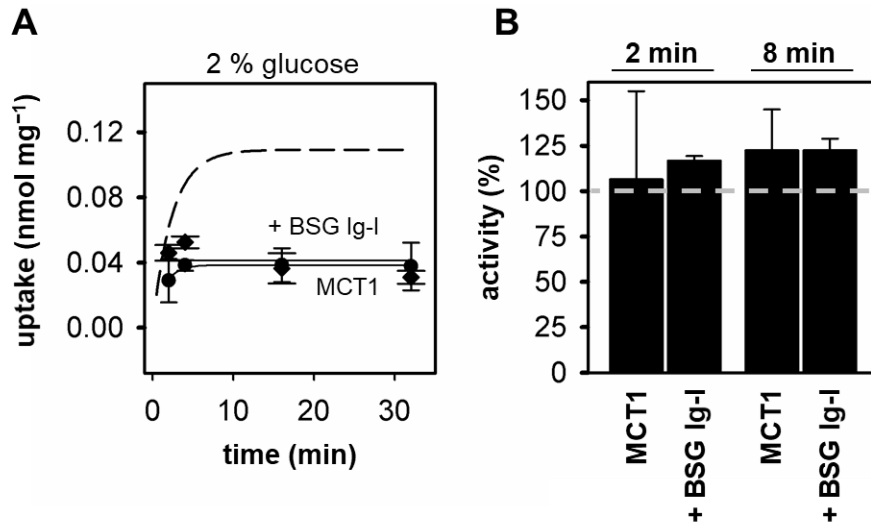 A
2 % glucose
uptake (nmol mg⁻¹)
0.12
0.08
0.04
0.00
+ BSG Ig-I
MCT1
0
10
20
30
time (min)
B
2 min
8 min
activity (%)
150
125
100
75
50
25
0
MCT1
+ BSG Ig-I
MCT1
+ BSG Ig-I